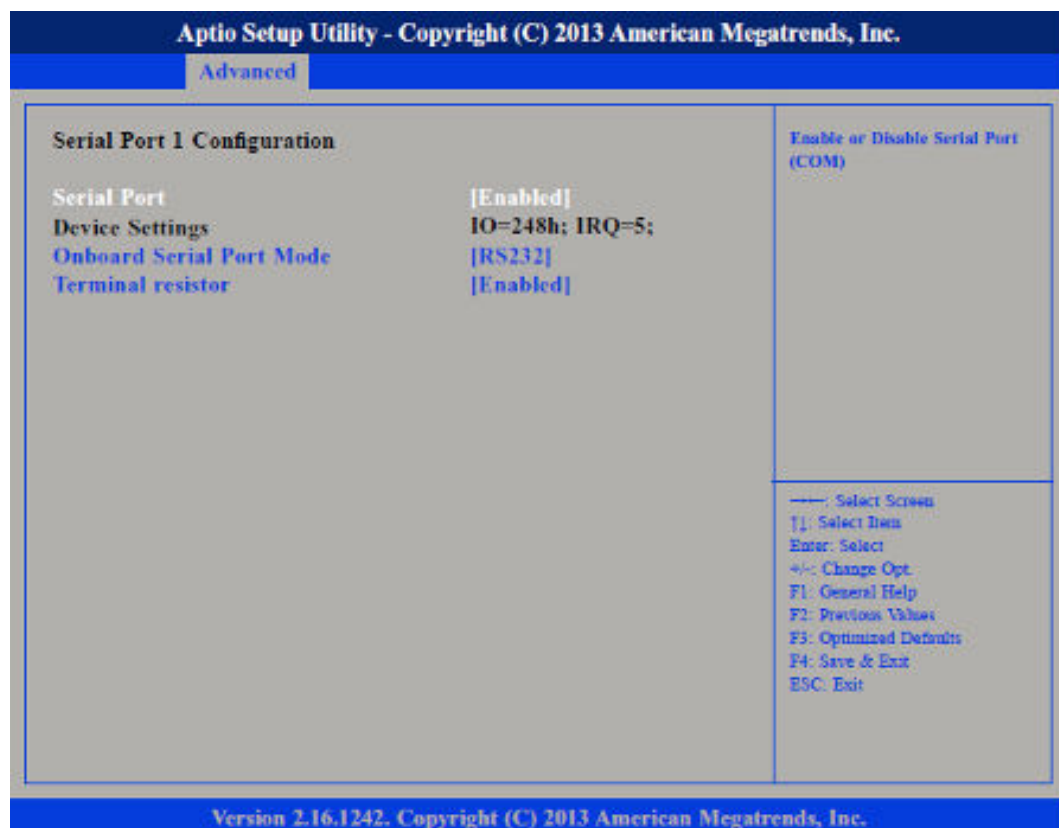 Aptio Setup Utility - Copyright (C) 2013 American Megatrends, Inc.
Advanced
Serial Port 1 Configuration
Serial Port [Enabled]
Device Settings IO=248h; IRQ=5;
Onboard Serial Port Mode [RS232]
Terminal resistor [Enabled]
Enable or Disable Serial Port
(COM)
→←: Select Screen
↑↓: Select Item
Enter: Select
+/-: Change Opt.
F1: General Help
F2: Previous Values
F3: Optimized Defaults
F4: Save & Exit
ESC: Exit
Version 2.16.1242. Copyright (C) 2013 American Megatrends, Inc.